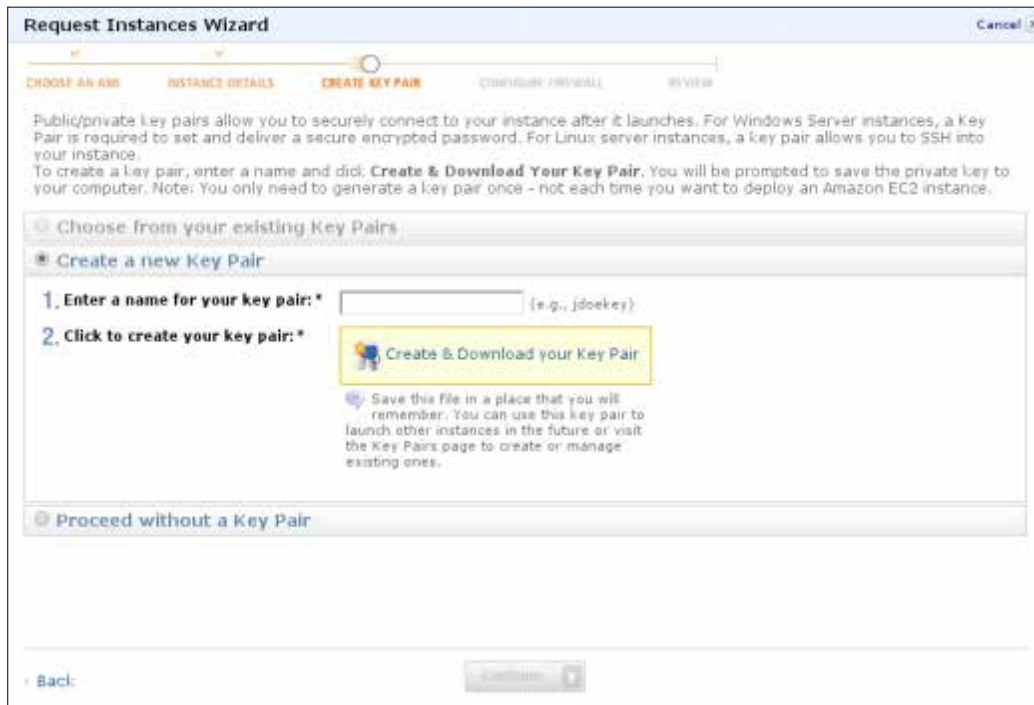 Request Instances Wizard
Cancel
CHOOSE AN AMI INSTANCE DETAILS CREATE KEY PAIR CONFIGURE FIREWALL REVIEW
Public/private key pairs allow you to securely connect to your instance after it launches. For Windows Server instances, a Key
Pair is required to set and deliver a secure encrypted password. For Linux server instances, a key pair allows you to SSH into
your instance.
To create a key pair, enter a name and click Create & Download Your Key Pair. You will be prompted to save the private key to
your computer. Note: You only need to generate a key pair once - not each time you want to deploy an Amazon EC2 instance.
Choose from your existing Key Pairs
Create a new Key Pair
1. Enter a name for your key pair:* (e.g., jdoekey)
2. Click to create your key pair:*
Create & Download your Key Pair
Save this file in a place that you will
remember. You can use this key pair to
launch other instances in the future or visit
the Key Pairs page to create or manage
existing ones.
Proceed without a Key Pair
Back
Continue